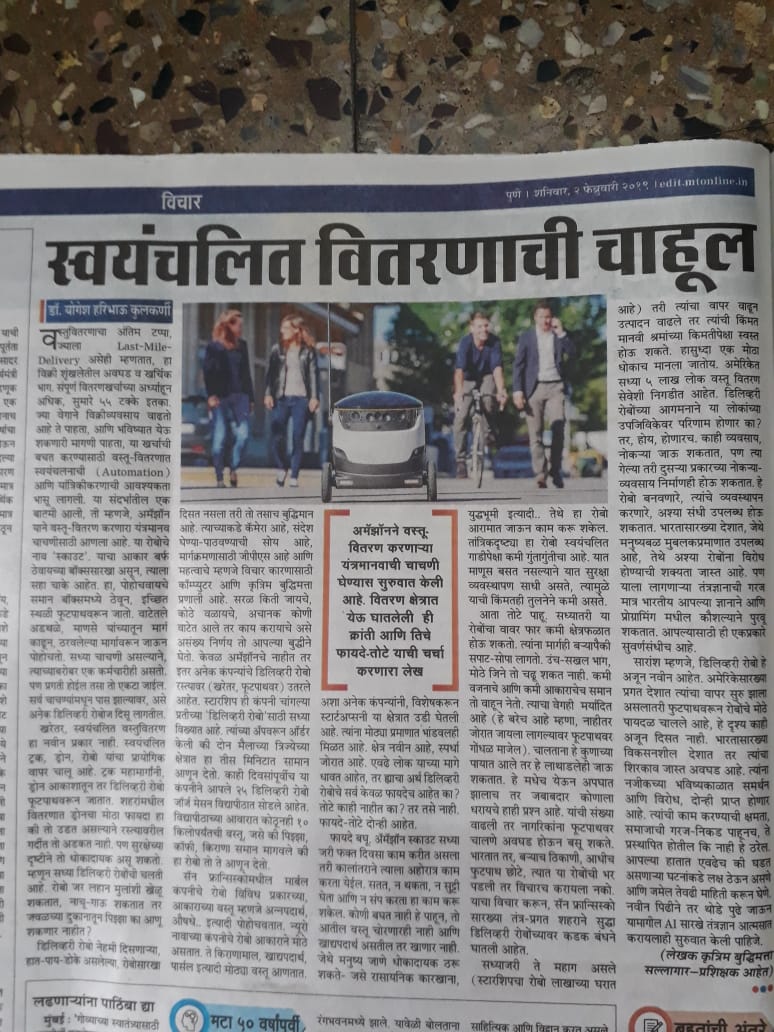 विचार
पुणे । शनिवार, २ फेब्रुवारी २०१९ । edit.mtonline.in
स्वयंचलित वितरणाची चाहूल
डॉ. योगेश हरिभाऊ कुलकर्णी
वस्तुवितरणाचा अंतिम टप्पा,
ज्याला Last-Mile-
Delivery असेही म्हणतात, हा
विक्री शृंखलेतील अवघड व खर्चिक
भाग. संपूर्ण वितरणखर्चाच्या अर्ध्याहून
अधिक, सुमारे ५५ टक्के इतका.
ज्या वेगाने विक्रीव्यवसाय वाढतो
आहे ते पाहता, आणि भविष्यात येऊ
शकणारी मागणी पाहता, या खर्चाची
बचत करण्यासाठी वस्तू-वितरणात
स्वयंचलनाची (Automation)
आणि यांत्रिकीकरणाची आवश्यकता
भासू लागली. या संदर्भातील एक
बातमी आली, ती म्हणजे, अॅमेझॉन
याने वस्तू-वितरण करणाऱ्या यंत्रमानवाच
चाचणीसाठी आणला. या रोबोचे
नाव 'स्काउट'. याचा आकार बर्फ
ठेवायच्या बॉक्ससारखा असून, त्याला
सहा चाके आहेत. हा, पोहोचवायचे
सामान बॉक्समध्ये ठेवून, इच्छित
स्थळी फूटपाथवरून जातो. वाटेतले
अडथळे, माणसे यांच्यातून मार्ग
काढून, ठरवलेल्या मार्गावरून जाऊन
पोहोचतो. सध्या चाचणी असल्याने,
त्याच्याबरोबर एक कर्मचारीही असतो.
पण प्रगती होईल तसा तो एकटा जाईल.
सर्व चाचण्यांमधून पास झाल्यावर, असे
अनेक डिलिव्हरी रोबोज दिसू लागतील.
खरेतर, स्वयंचलित वस्तुवितरण
हा नवीन प्रकार नाही. स्वयंचलित
ट्रक, ड्रोन, रोबो यांचा प्रायोगिक
वापर चालू आहे. ट्रक महामार्गांनी,
ड्रोन आकाशातून तर डिलिव्हरी रोबो
फूटपाथवरून जातात. शहरांमधील
वितरणात ड्रोनचा मोठा फायदा हा
की तो उडत असल्याने रस्त्यावरील
गर्दीत तो अडकत नाही. पण सुरक्षेच्या
दृष्टीने तो धोकादायक असू शकतो.
म्हणून सध्या डिलिव्हरी रोबोंची चलती
आहे. रोबो जर लहान मुलांशी खेळू
शकतात, नाचू-गाऊ शकतात तर
जवळच्या दुकानातून पिझ्झा का आणू
शकणार नाहीत?
डिलिव्हरी रोबो नेहमी दिसणाऱ्या,
हात-पाय-डोके असलेल्या, रोबोसारखा
दिसत नसला तरी तो तसाच बुद्धिमान
आहे. त्याच्याकडे कॅमेरा आहे, संदेश
घेण्या-पाठवण्याची सोय आहे,
मार्गक्रमणासाठी जीपीएस आहे आणि
महत्वाचे म्हणजे विचार कारणासाठी
कॉम्प्युटर आणि कृत्रिम बुद्धिमत्ता
प्रणाली आहे. सरळ किती जायचे,
कोठे वळायचे, अचानक कोणी
वाटेत आले तर काय करायचे असे
असंख्य निर्णय तो आपल्या बुद्धीने
घेतो. केवळ अॅमेझॉनचे नाहीत तर
इतर अनेक कंपन्यांचे डिलिव्हरी रोबो
रस्त्यावर (खरेतर, फूटपाथवर) उतरले
आहेत. स्टारशिप ही कंपनी चांगल्या
प्रतीच्या 'डिलिव्हरी रोबो'साठी सध्या
विख्यात आहे. त्यांच्या अॅपवरून ऑर्डर
केली की दोन मैलाच्या त्रिज्येच्या
क्षेत्रात हा तीस मिनिटात सामान
आणून देतो. काही दिवसांपूर्वीच या
कंपनीने आपले २५ डिलिव्हरी रोबो
जॉर्ज मेसन विद्यापीठात सोडले आहेत.
विद्यापीठाच्या आवारात कोठूनही १०
किलोपर्यंतची वस्तू, जसे की पिझ्झा,
कॉफी, किराणा समान मागवले की
हा रोबो तो ते आणून देतो.
सॅन फ्रान्सिस्कोमधील मार्बल
कंपनीचे रोबो विविध प्रकारच्या,
आकाराच्या वस्तू म्हणजे अन्नपदार्थ,
औषधे.. इत्यादी पोहोचवतात. न्यूरो
नावाच्या कंपनीचे रोबो आकाराने मोठे
असतात. ते किराणामाल, खाद्यपदार्थ,
पार्सल इत्यादी मोठ्या वस्तू आणतात.
अॅमेझॉनने वस्तू-
वितरण करणाऱ्या
यंत्रमानवाची चाचणी
घेण्यास सुरुवात केली
आहे. वितरण क्षेत्रात
'येऊ घातलेली' ही
क्रांती आणि तिचे
फायदे-तोटे याची चर्चा
करणारा लेख
अशा अनेक कंपन्यांनी, विशेषकरून
स्टार्टअप्सनी या क्षेत्रात उडी घेतली
आहे. त्यांना मोठ्या प्रमाणात भांडवलही
मिळत आहे. क्षेत्र नवीन आहे, स्पर्धा
जोरात आहे. एवढे लोक याच्या मागे
धावत आहेत, तर ह्याचा अर्थ डिलिव्हरी
रोबोचे सर्व केवळ फायदेच आहेत का?
तोटे काही नाहीत का? तर तसे नाही.
फायदे-तोटे दोन्ही आहेत.
फायदे बघू. अॅमेझॉन स्काउट सध्या
जरी फक्त दिवसा काम करीत असला
तरी कालांतराने त्याला अहोरात्र काम
करता येईल. सतत, न थकता, न सुट्टी
घेता आणि न संप करता हा काम करू
शकेल. कोणी बघत नाही हे पाहून, तो
आतील वस्तू चोरणारही नाही आणि
खाद्यपदार्थ असतील तर खाणार नाही.
जेथे मनुष्य जाणे धोकादायक ठरू
शकते- जसे रासायनिक कारखाना,
युद्धभूमी इत्यादी.. तेथे हा रोबो
आरामात जाऊन काम करू शकेल.
तांत्रिकदृष्ट्या हा रोबो स्वयंचलित
गाडीपेक्षा कमी गुंतागुंतीचा आहे. यात
माणूस बसत नसल्याने यात सुरक्षा
व्यवस्थापण साधी असते, त्यामुळे
याची किंमतही तुलनेने कमी असते.
आता तोटे पाहू. सध्यातरी या
रोबोंचा वावर फार कमी क्षेत्रफळात
होऊ शकतो. त्यांना मार्गही बऱ्यापैकी
सपाट-सोपा लागतो. उंच-सखल भाग,
मोठे जिने तो चढू शकत नाही. कमी
वजनाचे आणि कमी आकाराचेच समान
तो वाहून नेतो. त्याचा वेगही मर्यादित
आहे (हे बरेच आहे म्हणा, नाहीतर
जोरात जायला लागल्यावर फूटपाथवर
गोंधळ माजेल). चालताना हे कुणाच्या
पायात आले तर हे लाथाडलेही जाऊ
शकतात. हे मधेच येऊन अपघात
झालाच तर जबाबदार कोणाला
धरायचे हाही प्रश्न आहे. यांची संख्या
वाढली तर नागरिकांना फूटपाथवर
चालणे अवघड होऊन बसू शकते.
भारतात तर, बऱ्याच ठिकाणी, आधीच
फुटपाथ छोटे, त्यात या रोबोंची भर
पडली तर विचारच करायला नको.
याचा विचार करून, सॅन फ्रान्सिस्को
सारख्या तंत्र-प्रगत शहराने सुद्धा
डिलिव्हरी रोबोंच्यावर कडक बंधने
घातली आहेत.
सध्याजरी ते महाग असले
(स्टारशिपचा रोबो लाखाच्या घरात
आहे) तरी त्यांचा वापर वाढून
उत्पादन वाढले तर त्यांची किंमत
मानवी श्रमांच्या किमतीपेक्षा स्वस्त
होऊ शकते. हासुध्दा एक मोठा
धोकाच मानला जातोय. अमेरिकेत
सध्या ५ लाख लोक वस्तू वितरण
सेवेशी निगडीत आहेत. डिलिव्हरी
रोबोंच्या आगमनाने या लोकांच्या
उपजिविकेवर परिणाम होणार का?
तर, होय, होणारच. काही व्यवसाय,
नोकऱ्या जाऊ शकतात, पण त्या
गेल्या तरी दुसऱ्या प्रकारच्या नोकऱ्या-
व्यवसाय निर्माणही होऊ शकतात. हे
रोबो बनवणारे, त्यांचे व्यवस्थापन
करणारे, अश्या संधी उपलब्ध होऊ
शकतात. भारतासारख्या देशात, जेथे
मनुष्यबळ मुबलकप्रमाणात उपलब्ध
आहे, तेथे अश्या रोबोंना विरोध
होण्याची शक्यता जास्त आहे. पण
याला लागणाऱ्या तंत्रज्ञानाची गरज
मात्र भारतीय आपल्या ज्ञानाने आणि
प्रोग्रामिंग मधील कौशल्याने पुरवू
शकतात. आपल्यासाठी ही एकप्रकारे
सुवर्णसंधीच आहे.
सारांश म्हणजे, डिलिव्हरी रोबो हे
अजून नवीन आहेत. अमेरिकासारख्या
प्रगत देशात त्यांचा वापर सुरु झाला
असलातरी फुटपाथवरून रोबोचे मोठे
पायदळ चालले आहे, हे दृश्य काही
अजून दिसत नाही. भारतासारख्या
विकसनशील देशात तर त्यांचा
शिरकाव जास्त अवघड आहे. त्यांना
नजीकच्या भविष्यकाळात समर्थन
आणि विरोध, दोन्ही प्राप्त होणार
आहे. त्यांची काम करण्याची क्षमता,
समाजाची गरज-निकड पाहूनच, ते
प्रस्थापित होतील कि नाही हे ठरेल.
आपल्या हातात एवढेच की घडत
असणाऱ्या घटनांकडे लक्ष ठेऊन असणे
आणि जमेल तेवढी माहिती करून घेणे.
नवीन पिढीने तर थोडे पुढे जाऊन
यामागील AI सारखे तंत्रज्ञान आत्मसात
करायलाही सुरुवात केली पाहिजे.
(लेखक कृत्रिम बुद्धिमत्ता
सल्लागार-प्रशिक्षक आहेत)
लढणाऱ्यांना पाठिंबा द्या
मुंबई : 'गोव्याच्या स्वातंत्र्यासाठी
मटा ५० वर्षांपूर्वी
रंगभवनमध्ये झाले. यावेळी बोलताना